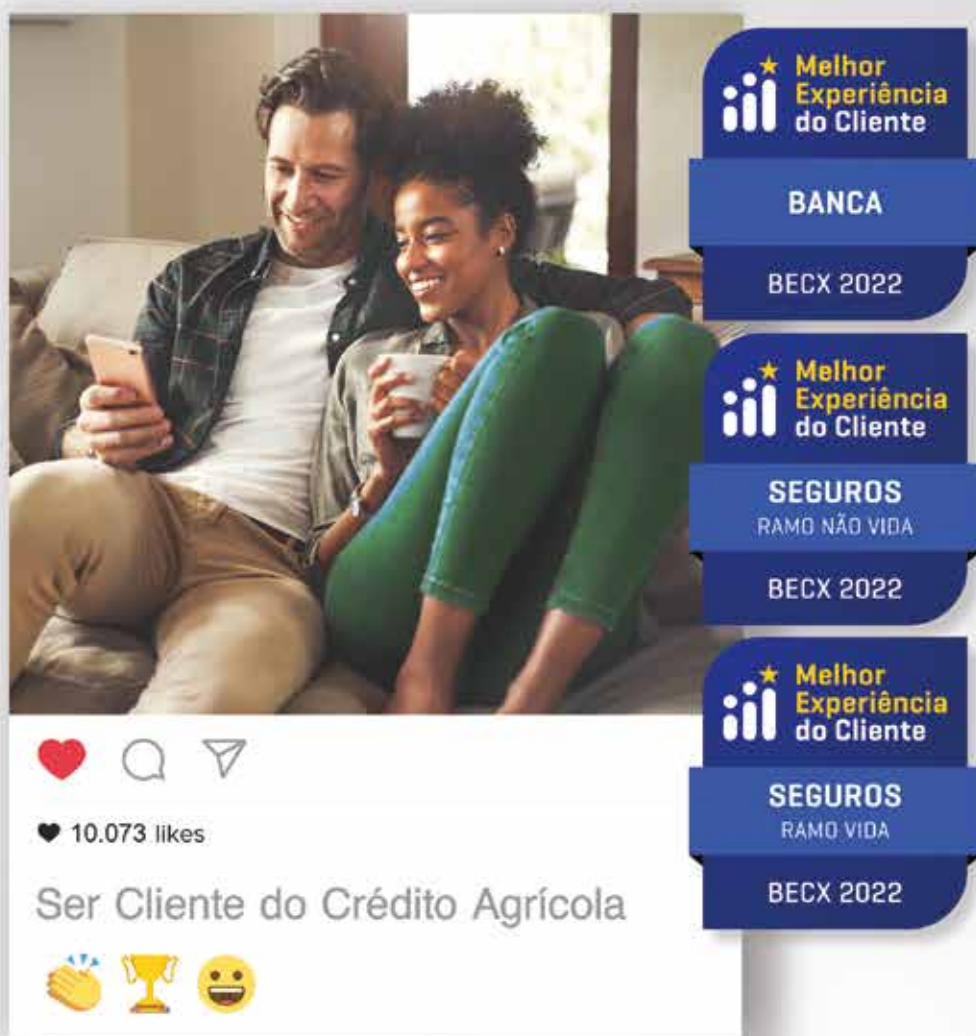 Melhor
Experiência
do Cliente
BANCA
BECX 2022
Melhor
Experiência
do Cliente
SEGUROS
RAMO NÃO VIDA
BECX 2022
Melhor
Experiência
do Cliente
SEGUROS
RAMO VIDA
BECX 2022
10.073 likes
Ser Cliente do Crédito Agrícola